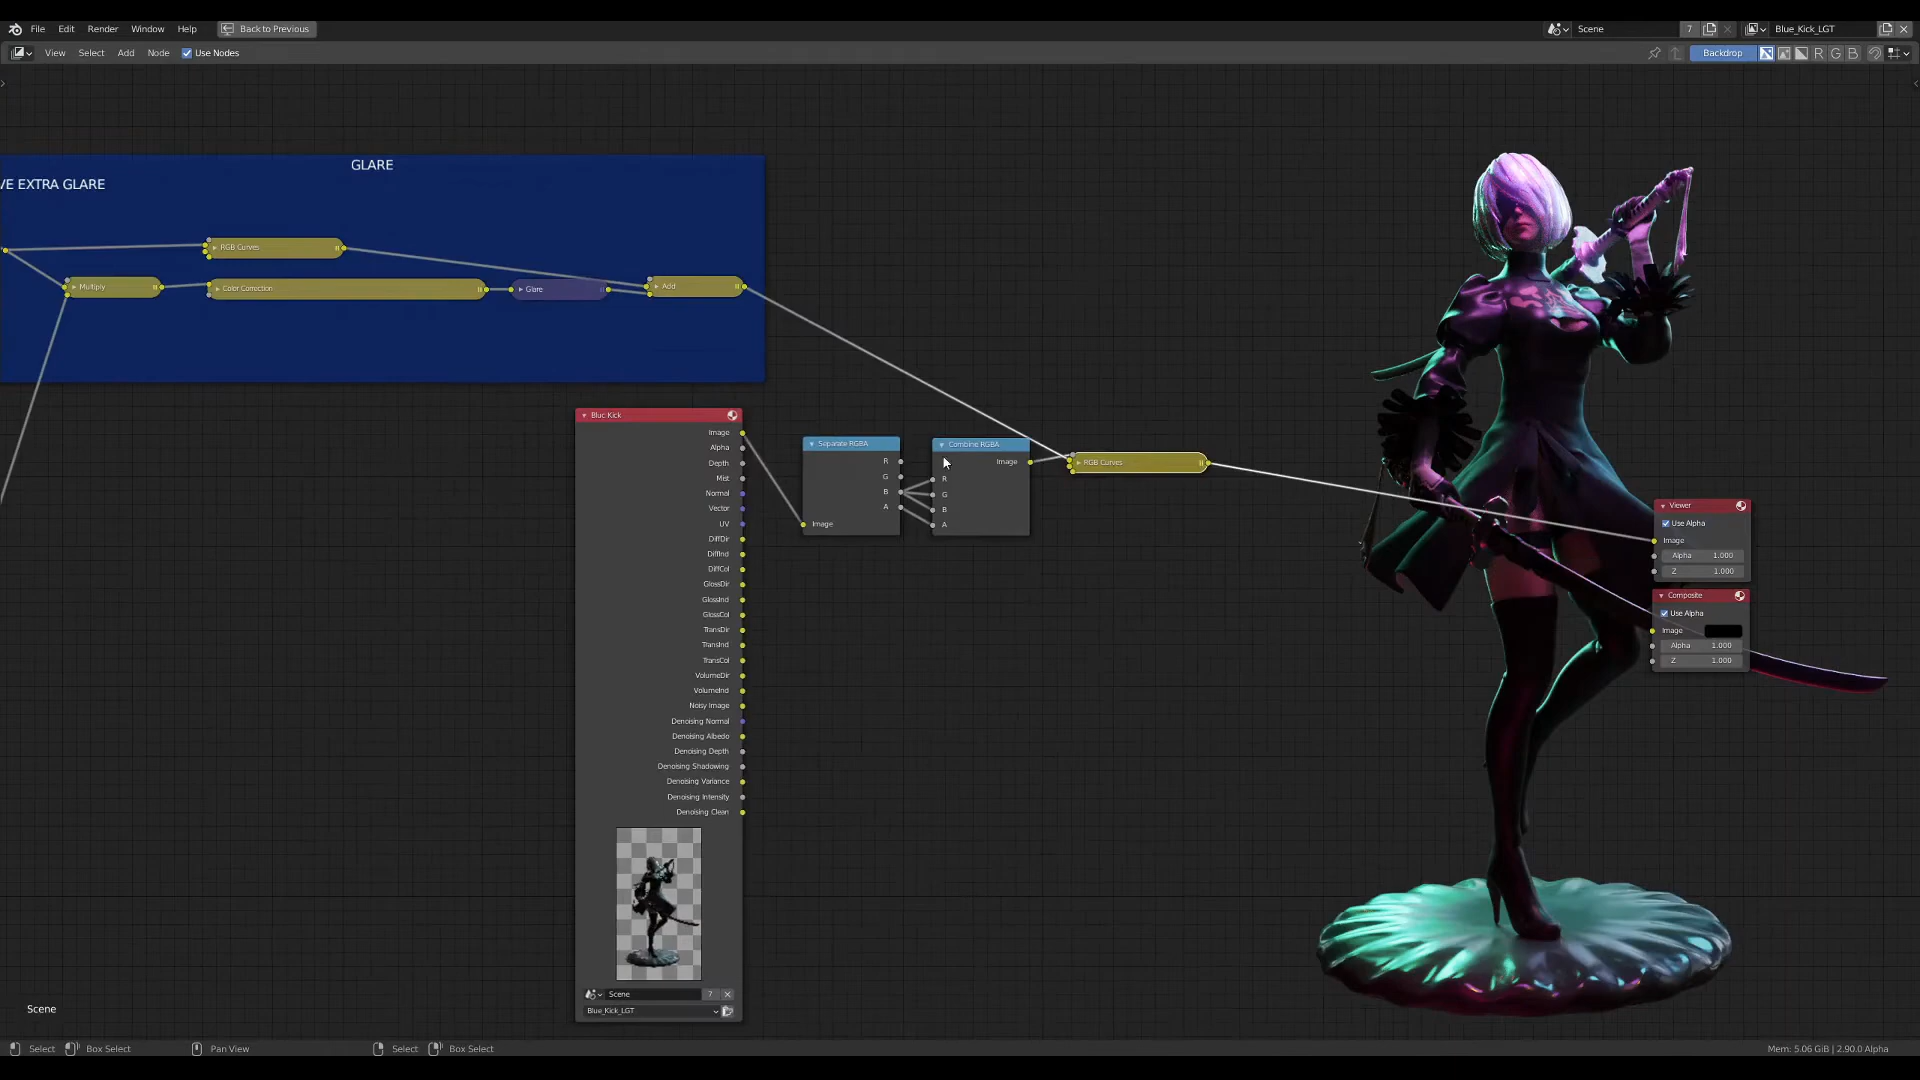 File Edit Render Window Help Back to Previous Scene 7 Blue_Kick_LGT
View Select Add Node Use Nodes Backdrop R G B
GLARE
VE EXTRA GLARE
RGB Curves
Multiply
Color Correction
Glare
Add
Bluc Kick
Image
Alpha
Depth
Mist
Normal
Vector
UV
DiffDir
DiffInd
DiffCol
GlossDir
GlossInd
GlossCol
TransDir
TransInd
TransCol
VolumeDir
VolumeInd
Noisy Image
Denoising Normal
Denoising Albedo
Denoising Depth
Denoising Shadowing
Denoising Variance
Denoising Intensity
Denoising Clean
Scene 7
Blue_Kick_LGT
Separate RGBA
R
G
B
A
Image
Combine RGBA
Image
R
G
B
A
RGB Curves
Viewer
Use Alpha
Image
Alpha 1.000
Z 1.000
Composite
Use Alpha
Image
Alpha 1.000
Z 1.000
Scene
Select Box Select Pan View Select Box Select Mem: 5.06 GiB | 2.90.0 Alpha